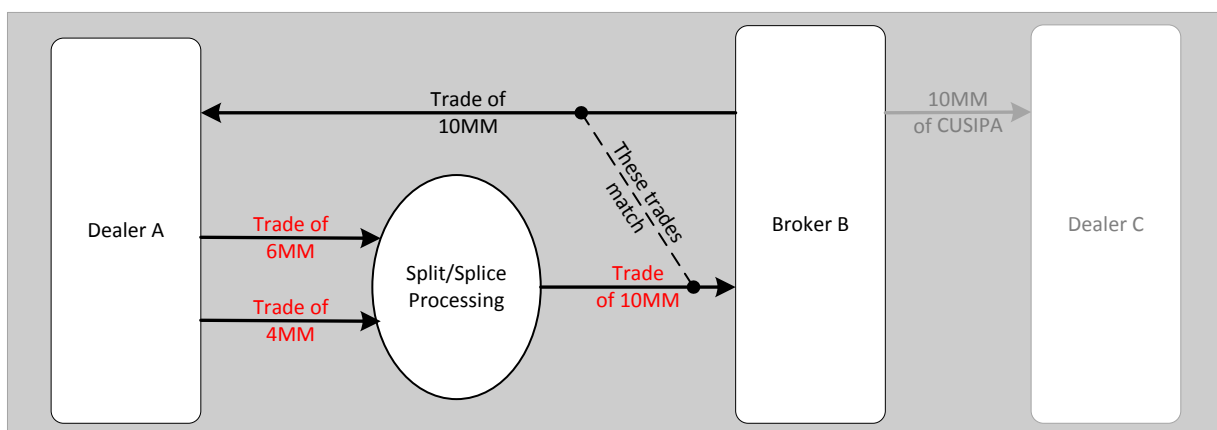 Trade of
10MM
10MM
of CUSIPA
These trades
match
Dealer A
Trade of
6MM
Trade of
4MM
Split/Splice
Processing
Trade
of 10MM
Broker B
Dealer C